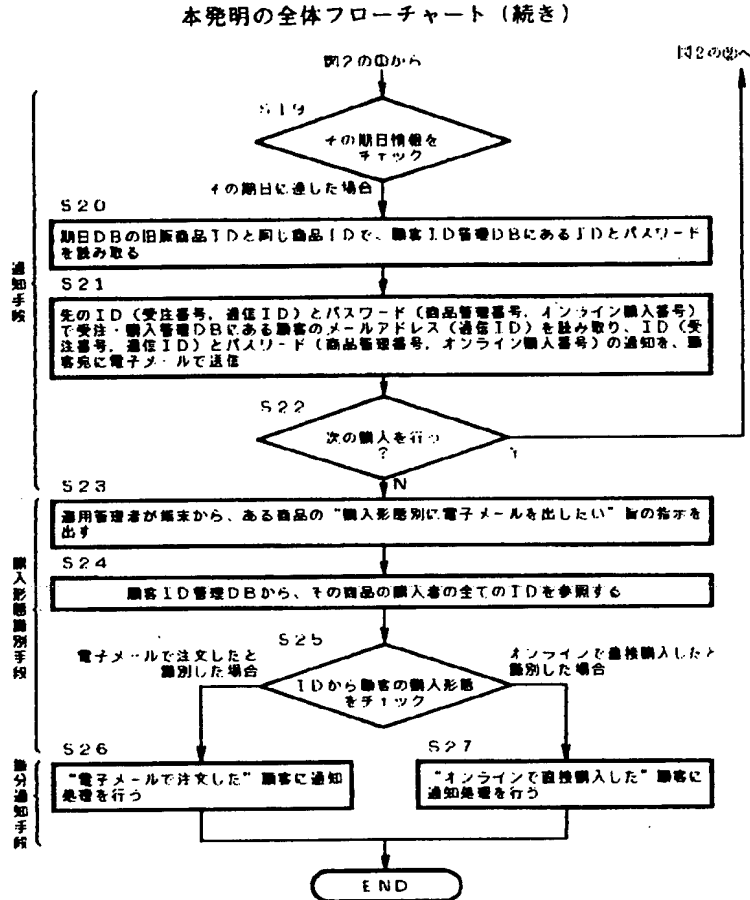 本発明の全体フローチャート (続き)
図2の①から
図2の②へ
S19
その期日情報を
チェック
その期日に達した場合
通知手段
S20
期日DBの旧版商品IDと同じ商品IDで、顧客ID管理DBにあるIDとパスワード
を読み取る
S21
先のID (受注番号, 通信ID) とパスワード (商品管理番号, オンライン購入番号)
で受注・購入管理DBにある顧客のメールアドレス (通信ID) を読み取り、ID (受
注番号, 通信ID) とパスワード (商品管理番号, オンライン購入番号) の通知を、顧
客宛に電子メールで送信
S22
次の購入を行う
?
Y
N
購入形態識別手段
S23
運用管理者が端末から、ある商品の“購入形態別に電子メールを出したい”旨の指示を
出す
S24
顧客ID管理DBから、その商品の購入者の全てのIDを参照する
S25
電子メールで注文したと
識別した場合
オンラインで直接購入したと
識別した場合
IDから顧客の購入形態
をチェック
通知手段
S26
“電子メールで注文した”顧客に通知
処理を行う
S27
“オンラインで直接購入した”顧客に
通知処理を行う
END